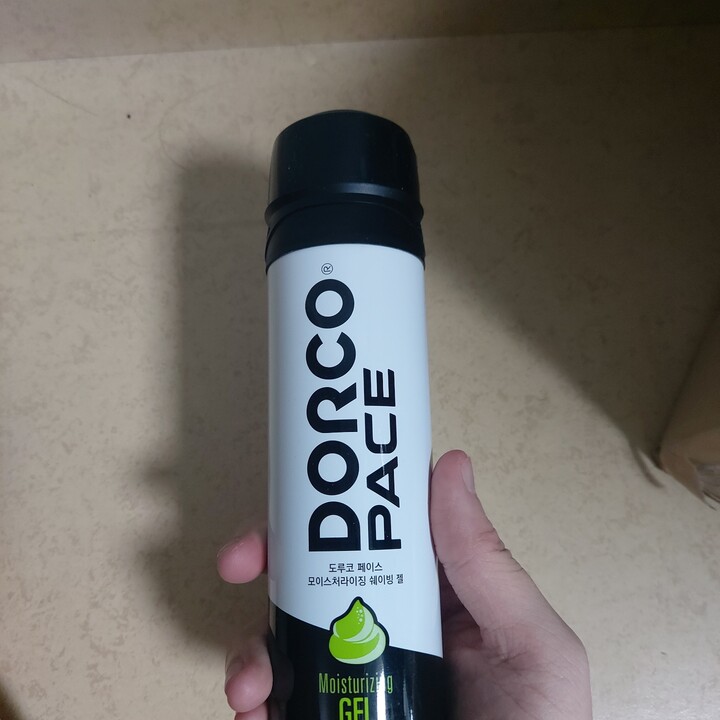 DORCO®
PACE
도루코 페이스
모이스처라이징 쉐이빙 젤
Moisturizing
GEL